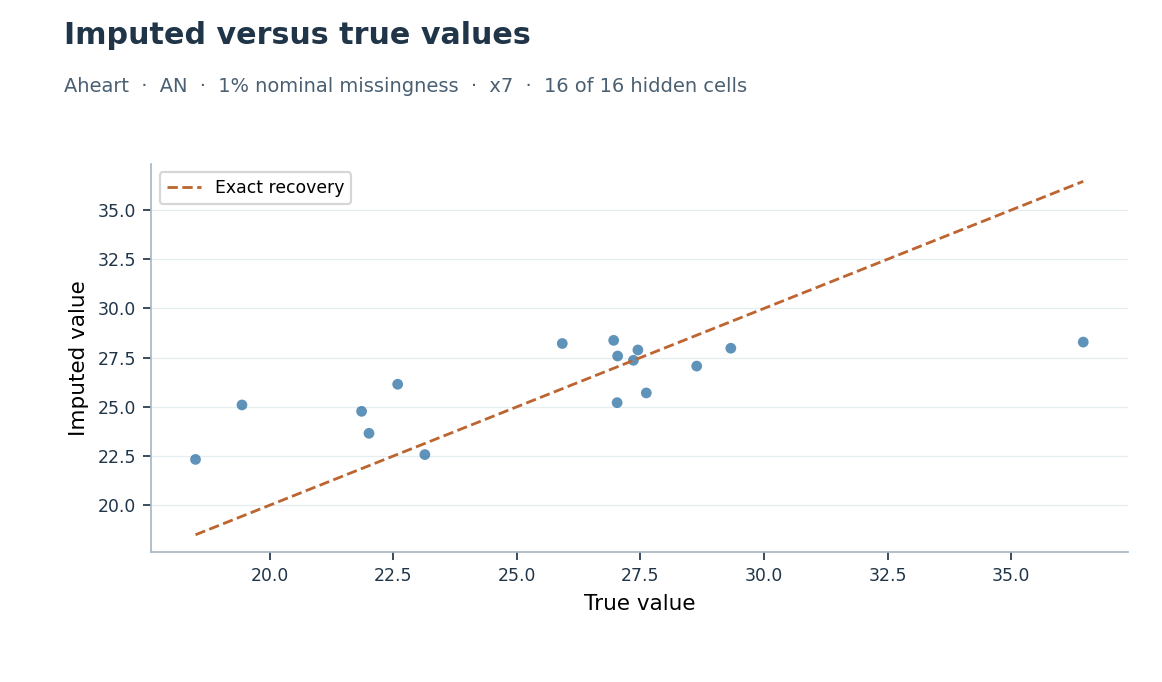 Imputed versus true values
Aheart · AN · 1% nominal missingness · x7 · 16 of 16 hidden cells
Exact recovery
35.0
32.5
30.0
27.5
25.0
22.5
20.0
Imputed value
20.0 22.5 25.0 27.5 30.0 32.5 35.0
True value